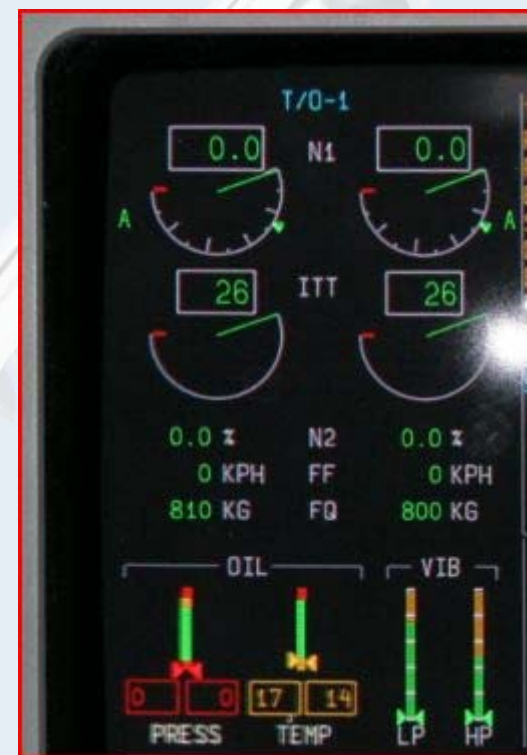 T/O-1
0.0 N1 0.0
A A
26 ITT 26
0.0 % N2 0.0 %
0 KPH FF 0 KPH
810 KG FQ 800 KG
OIL VIB
0 0 17 14
PRESS TEMP LP HP